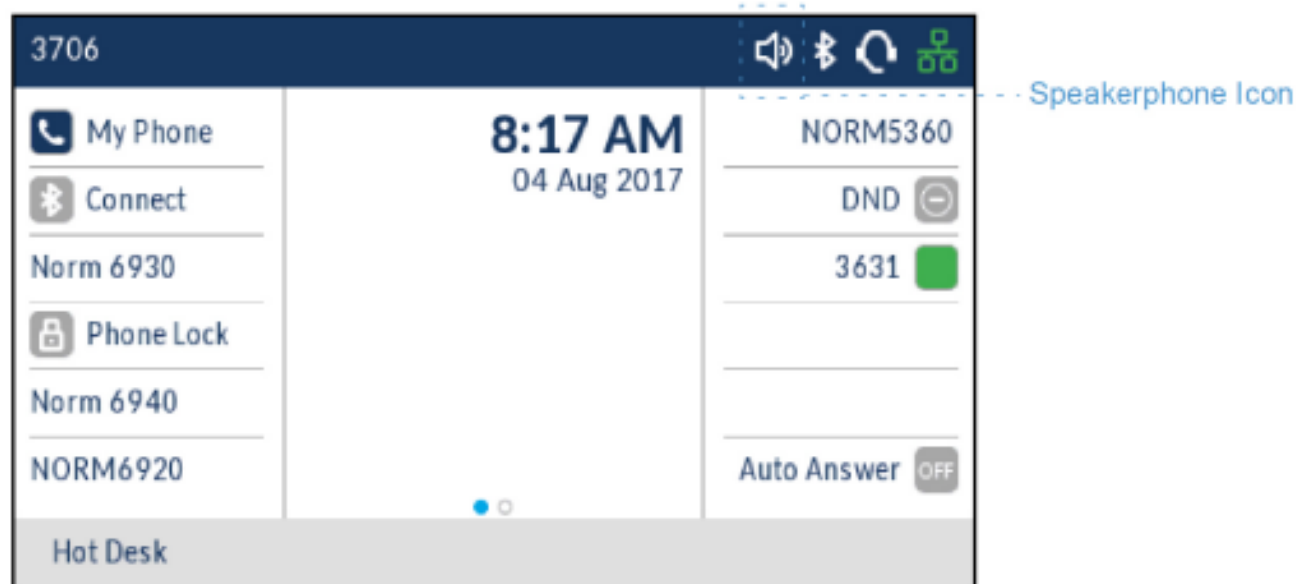 3706
Speakerphone Icon
My Phone
Connect
Norm 6930
Phone Lock
Norm 6940
NORM6920
8:17 AM
04 Aug 2017
NORM5360
DND
3631
Auto Answer OFF
Hot Desk